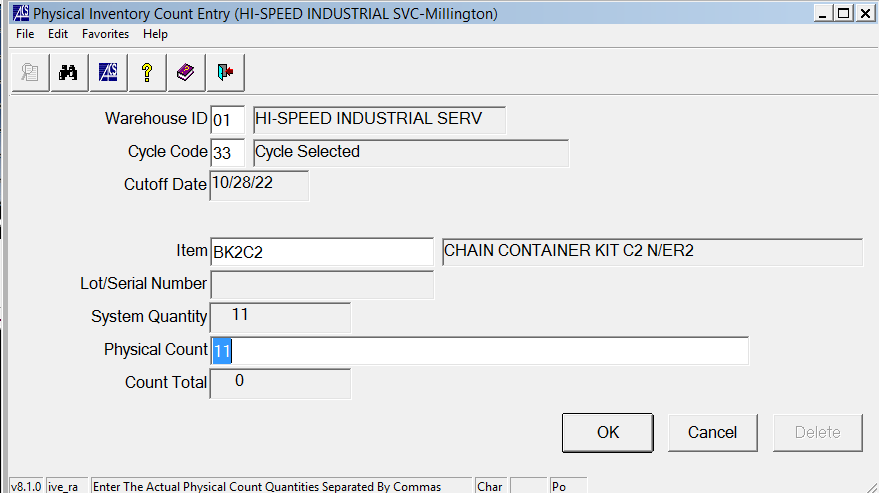 Physical Inventory Count Entry (HI-SPEED INDUSTRIAL SVC-Millington)
File Edit Favorites Help
Warehouse ID 01 HI-SPEED INDUSTRIAL SERV
Cycle Code 33 Cycle Selected
Cutoff Date 10/28/22
Item BK2C2 CHAIN CONTAINER KIT C2 N/ER2
Lot/Serial Number
System Quantity 11
Physical Count 11
Count Total 0
OK Cancel Delete
v8.1.0 ive_ra Enter The Actual Physical Count Quantities Separated By Commas Char Po